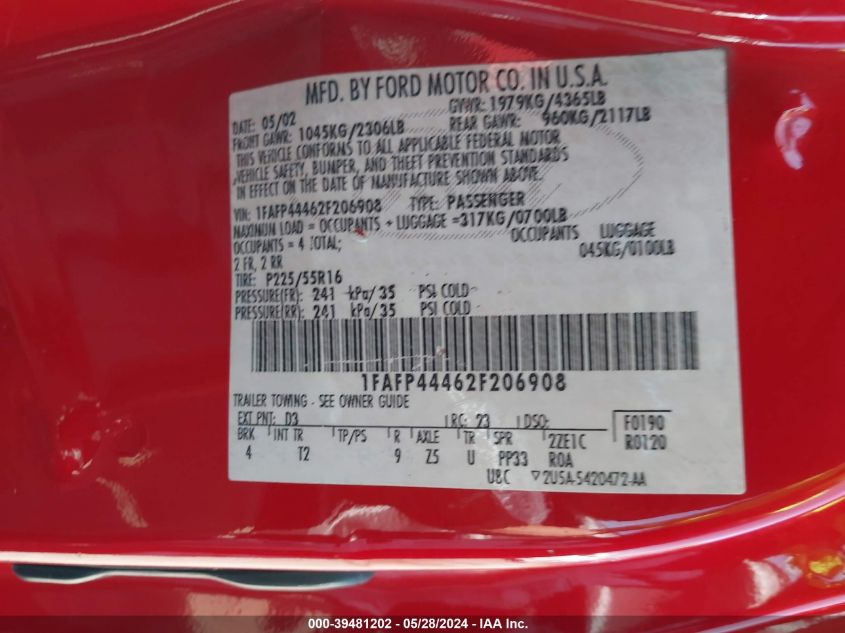 MFD. BY FORD MOTOR CO. IN U.S.A.
DATE: 05/02 GVWR: 1979KG/4365LB
FRONT GAWR: 1045KG/2306LB REAR GAWR: 960KG/2117LB
THIS VEHICLE CONFORMS TO ALL APPLICABLE FEDERAL MOTOR
VEHICLE SAFETY, BUMPER, AND THEFT PREVENTION STANDARDS
IN EFFECT ON THE DATE OF MANUFACTURE SHOWN ABOVE.
VIN: 1FAFP44462F206908 TYPE: PASSENGER
MAXIMUM LOAD = OCCUPANTS + LUGGAGE =317KG/0700LB
OCCUPANTS = 4 TOTAL; OCCUPANTS LUGGAGE
2 FR, 2 RR 045KG/0100LB
TIRE: P225/55R16
PRESSURE(FR): 241 kPa/35 PSI COLD
PRESSURE(RR): 241 kPa/35 PSI COLD
1FAFP44462F206908
TRAILER TOWING - SEE OWNER GUIDE
EXT PNT: D3 RC: 23 DSO: F0190
BRK INT TR TP/PS R AXLE TR SPR 2ZE1C R0120
4 T2 9 Z5 U PP33 ROA
UBC ▽2U5A-5420472-AA
000-39481202 - 05/28/2024 - IAA Inc.